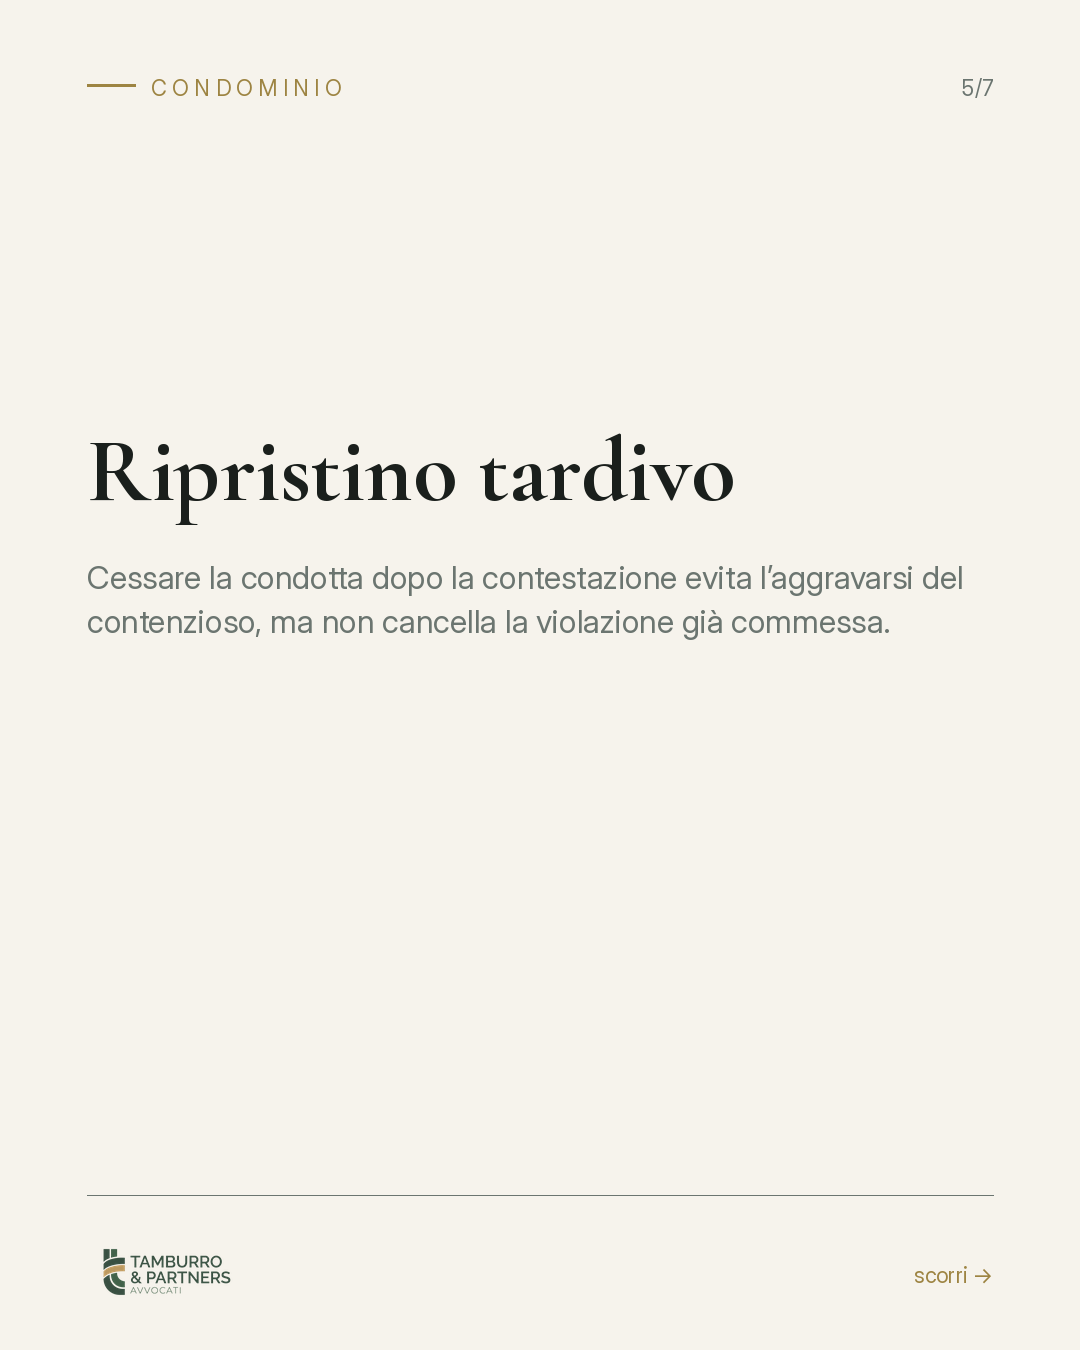 CONDOMINIO
5/7
Ripristino tardivo
Cessare la condotta dopo la contestazione evita l’aggravarsi del
contenzioso, ma non cancella la violazione già commessa.
TAMBURRO
& PARTNERS
AVVOCATI
scorri →